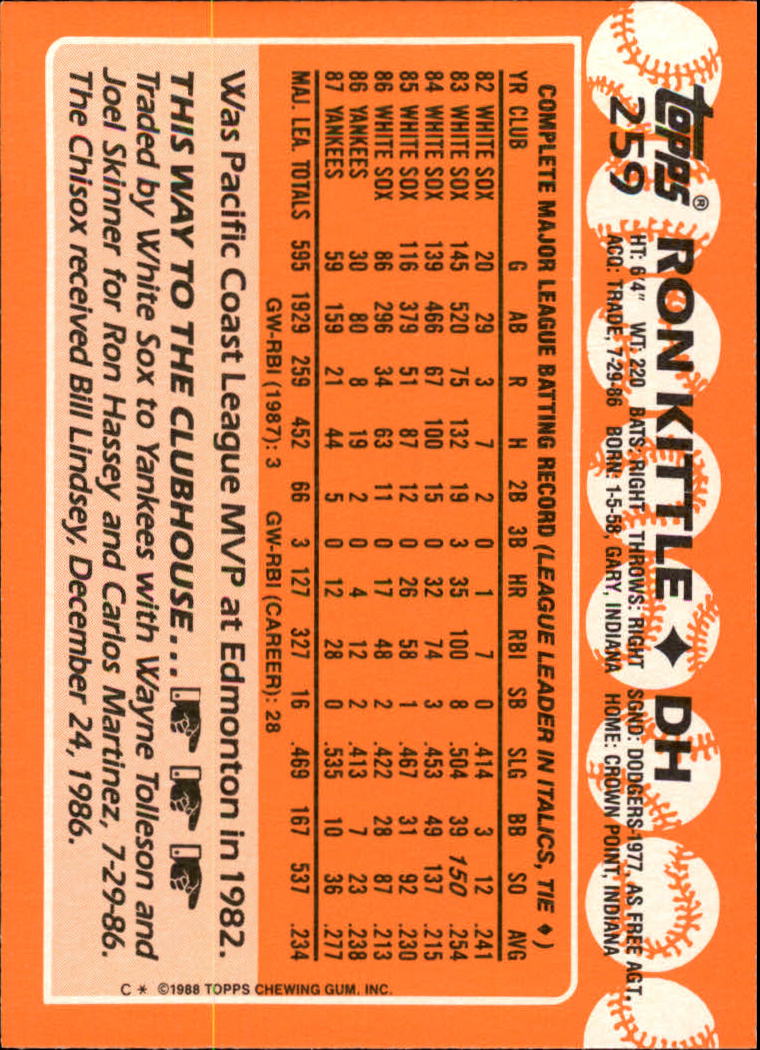 topps® RON KITTLE ◆ DH
259
HT: 6'4" WT: 220 BATS: RIGHT THROWS: RIGHT SGND: DODGERS-1977, AS FREE AGT.
ACQ: TRADE, 7-29-86 BORN: 1-5-58, GARY, INDIANA HOME: CROWN POINT, INDIANA
COMPLETE MAJOR LEAGUE BATTING RECORD (LEAGUE LEADER IN ITALICS, TIE ♦)
YR CLUB G AB R H 2B 3B HR RBI SB SLG BB SO AVG
82 WHITE SOX 20 29 3 7 2 0 1 7 0 .414 3 12 .241
83 WHITE SOX 145 520 75 132 19 3 35 100 8 .504 39 150 .254
84 WHITE SOX 139 466 67 100 15 0 32 74 3 .453 49 137 .215
85 WHITE SOX 116 379 51 87 12 0 26 58 1 .467 31 92 .230
86 WHITE SOX 86 296 34 63 11 0 17 48 2 .422 28 87 .213
86 YANKEES 30 80 8 19 2 0 4 12 2 .413 7 23 .238
87 YANKEES 59 159 21 44 5 0 12 28 0 .535 10 36 .277
MAJ. LEA. TOTALS 595 1929 259 452 66 3 127 327 16 .469 167 537 .234
GW-RBI (1987): 3 GW-RBI (CAREER): 28
Was Pacific Coast League MVP at Edmonton in 1982.
THIS WAY TO THE CLUBHOUSE...
Traded by White Sox to Yankees with Wayne Tolleson and
Joel Skinner for Ron Hassey and Carlos Martinez, 7-29-86.
The Chisox received Bill Lindsey, December 24, 1986.
C * ©1988 TOPPS CHEWING GUM, INC.